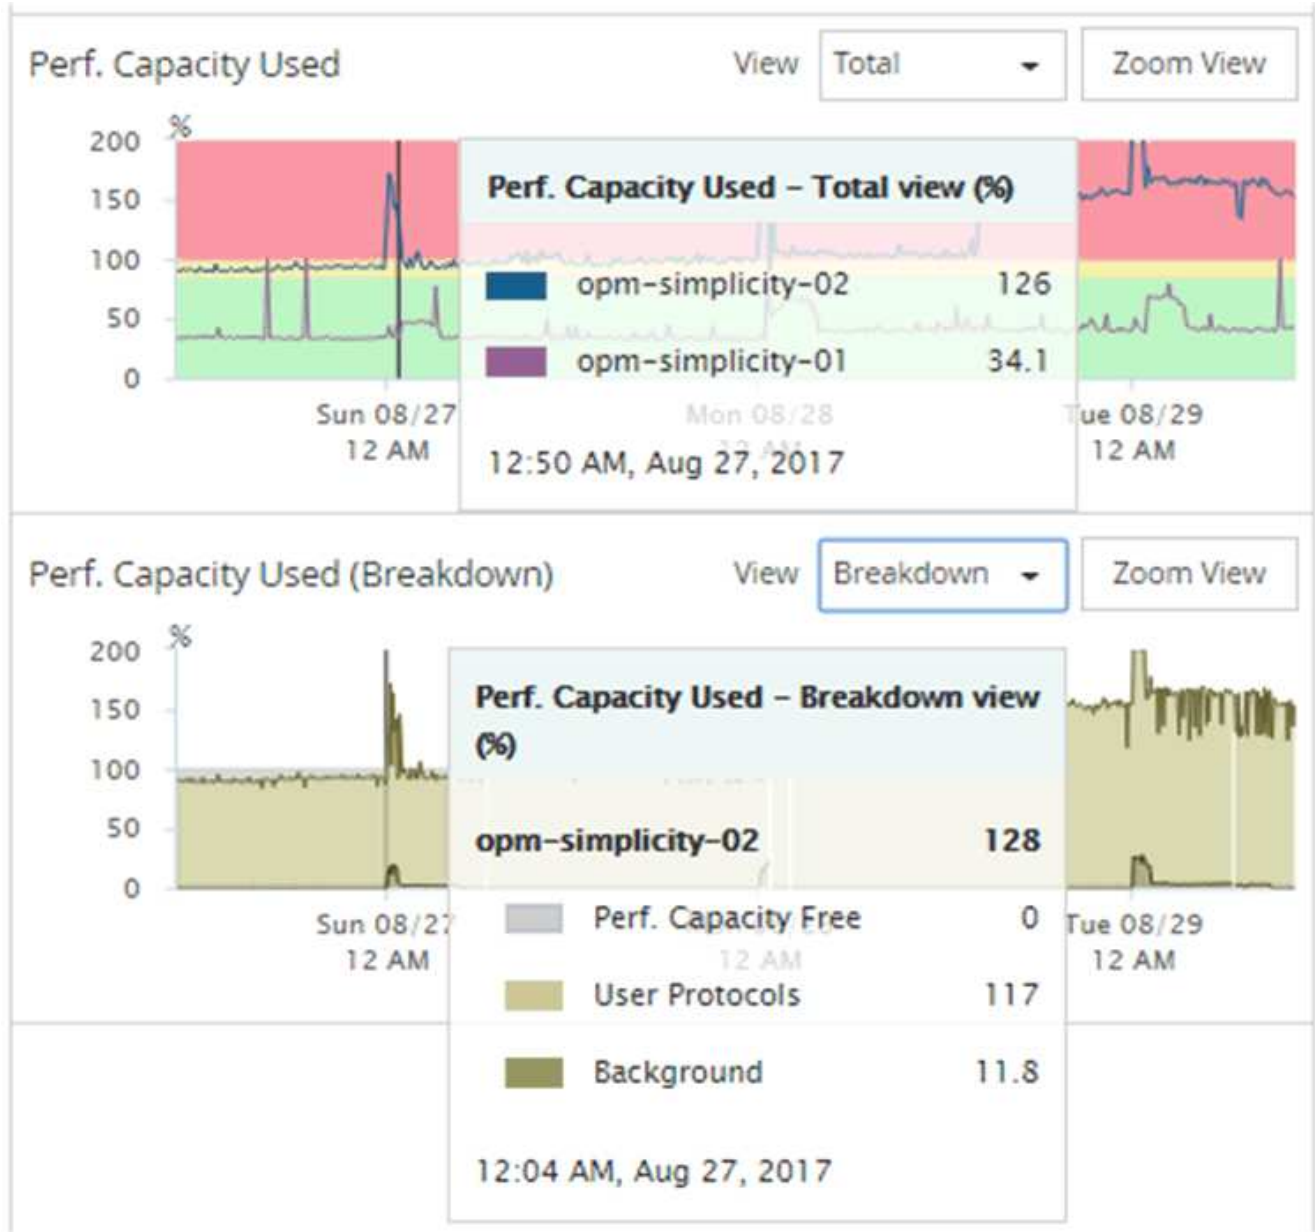 Perf. Capacity Used View Total Zoom View
%
200
150
100
50
0
Perf. Capacity Used – Total view (%)
opm-simplicity-02 126
opm-simplicity-01 34.1
12:50 AM, Aug 27, 2017
Sun 08/27 Mon 08/28 Tue 08/29
12 AM 12 AM 12 AM
Perf. Capacity Used (Breakdown) View Breakdown Zoom View
%
200
150
100
50
0
Perf. Capacity Used – Breakdown view
(%)
opm-simplicity-02 128
Perf. Capacity Free 0
User Protocols 117
Background 11.8
12:04 AM, Aug 27, 2017
Sun 08/27 Tue 08/29
12 AM 12 AM 12 AM